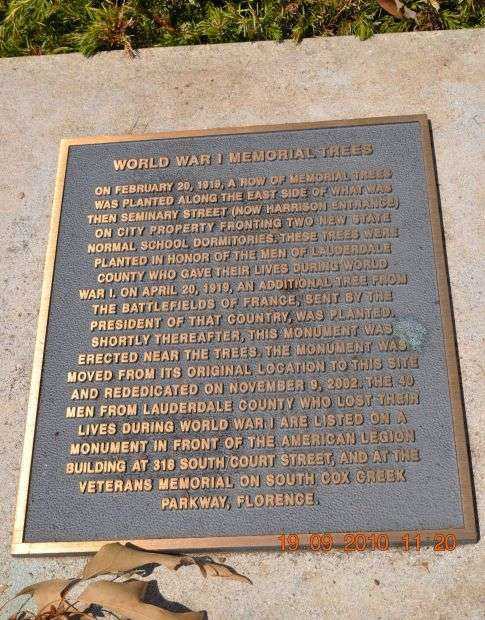 WORLD WAR I MEMORIAL TREES
ON FEBRUARY 20, 1919, A ROW OF MEMORIAL TREES
WAS PLANTED ALONG THE EAST SIDE OF WHAT WAS
THEN SEMINARY STREET (NOW HARRISON ENTRANCE)
ON CITY PROPERTY FRONTING TWO NEW STATE
NORMAL SCHOOL DORMITORIES. THESE TREES WERE
PLANTED IN HONOR OF THE MEN OF LAUDERDALE
COUNTY WHO GAVE THEIR LIVES DURING WORLD
WAR I. ON APRIL 20, 1919, AN ADDITIONAL TREE FROM
THE BATTLEFIELDS OF FRANCE, SENT BY THE
PRESIDENT OF THAT COUNTRY, WAS PLANTED.
SHORTLY THEREAFTER, THIS MONUMENT WAS
ERECTED NEAR THE TREES. THE MONUMENT WAS
MOVED FROM ITS ORIGINAL LOCATION TO THIS SITE
AND REDEDICATED ON NOVEMBER 9, 2002. THE 40
MEN FROM LAUDERDALE COUNTY WHO LOST THEIR
LIVES DURING WORLD WAR I ARE LISTED ON A
MONUMENT IN FRONT OF THE AMERICAN LEGION
BUILDING AT 318 SOUTH COURT STREET, AND AT THE
VETERANS MEMORIAL ON SOUTH COX CREEK
PARKWAY, FLORENCE.
19 09 2010 11 20